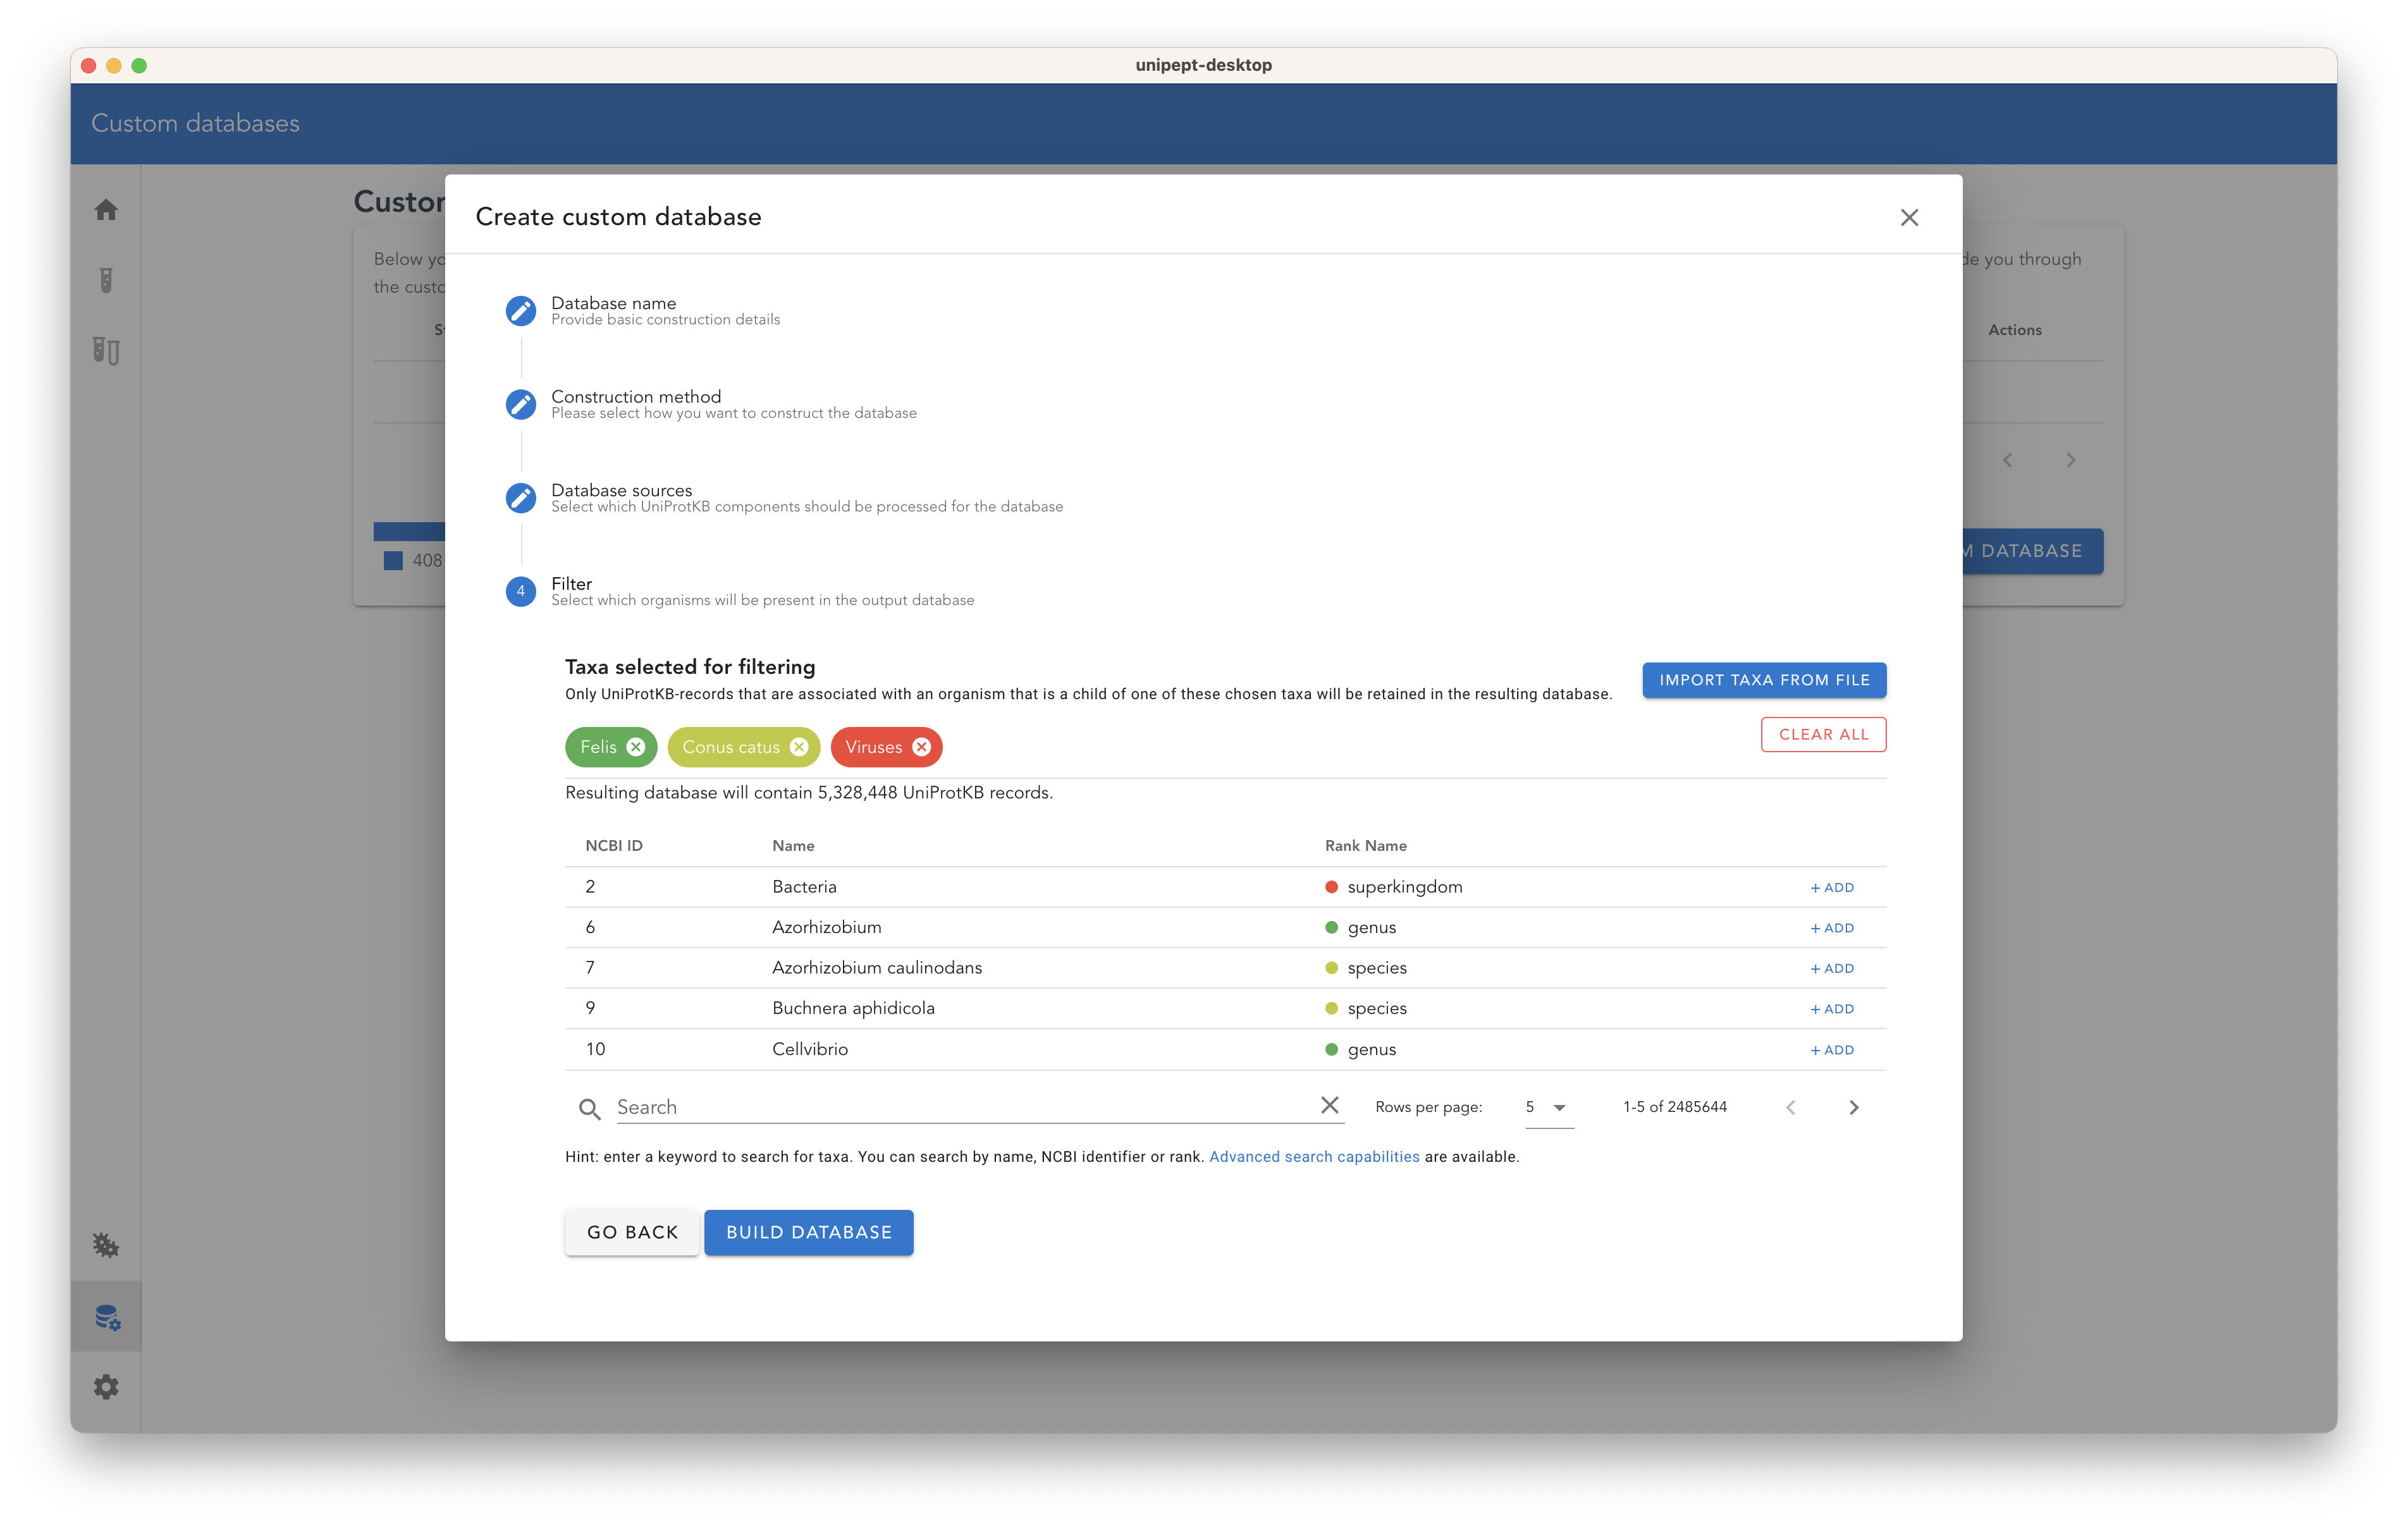 unipept-desktop
Custom databases
Create custom database
Database name
Provide basic construction details
Construction method
Please select how you want to construct the database
Database sources
Select which UniProtKB components should be processed for the database
4
Filter
Select which organisms will be present in the output database
Taxa selected for filtering
Only UniProtKB-records that are associated with an organism that is a child of one of these chosen taxa will be retained in the resulting database.
IMPORT TAXA FROM FILE
Felis Conus catus Viruses
CLEAR ALL
Resulting database will contain 5,328,448 UniProtKB records.
NCBI ID Name Rank Name
2 Bacteria superkingdom + ADD
6 Azorhizobium genus + ADD
7 Azorhizobium caulinodans species + ADD
9 Buchnera aphidicola species + ADD
10 Cellvibrio genus + ADD
Search Rows per page: 5 1-5 of 2485644
Hint: enter a keyword to search for taxa. You can search by name, NCBI identifier or rank. Advanced search capabilities are available.
GO BACK BUILD DATABASE
Below
the
408
you through
Actions
DATABASE